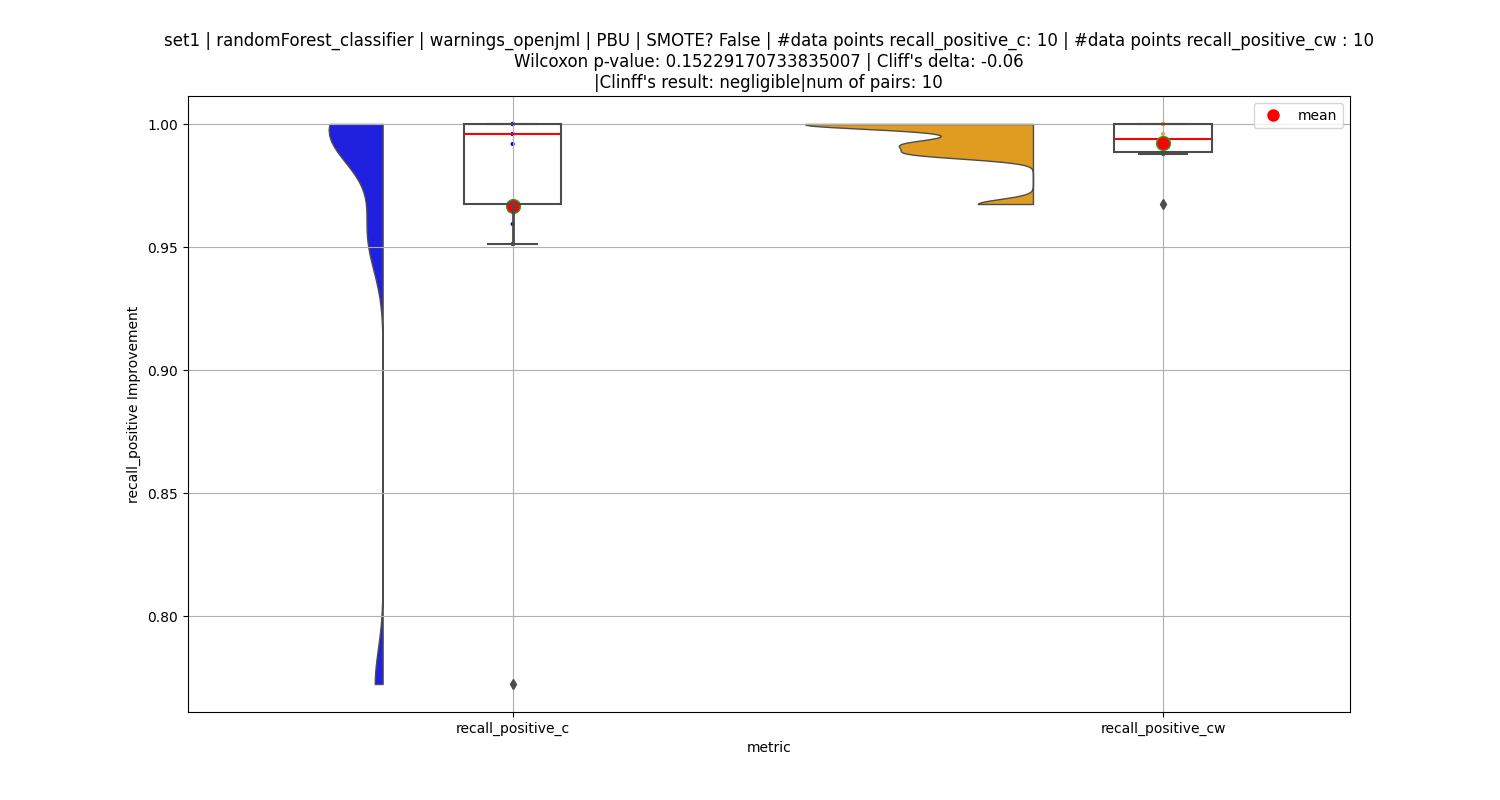 set1 | randomForest_classifier | warnings_openjml | PBU | SMOTE? False | #data points recall_positive_c: 10 | #data points recall_positive_cw : 10
Wilcoxon p-value: 0.15229170733835007 | Cliff's delta: -0.06
|Clinff's result: negligible|num of pairs: 10
mean
1.00
0.95
0.90
0.85
0.80
recall_positive Improvement
recall_positive_c
recall_positive_cw
metric